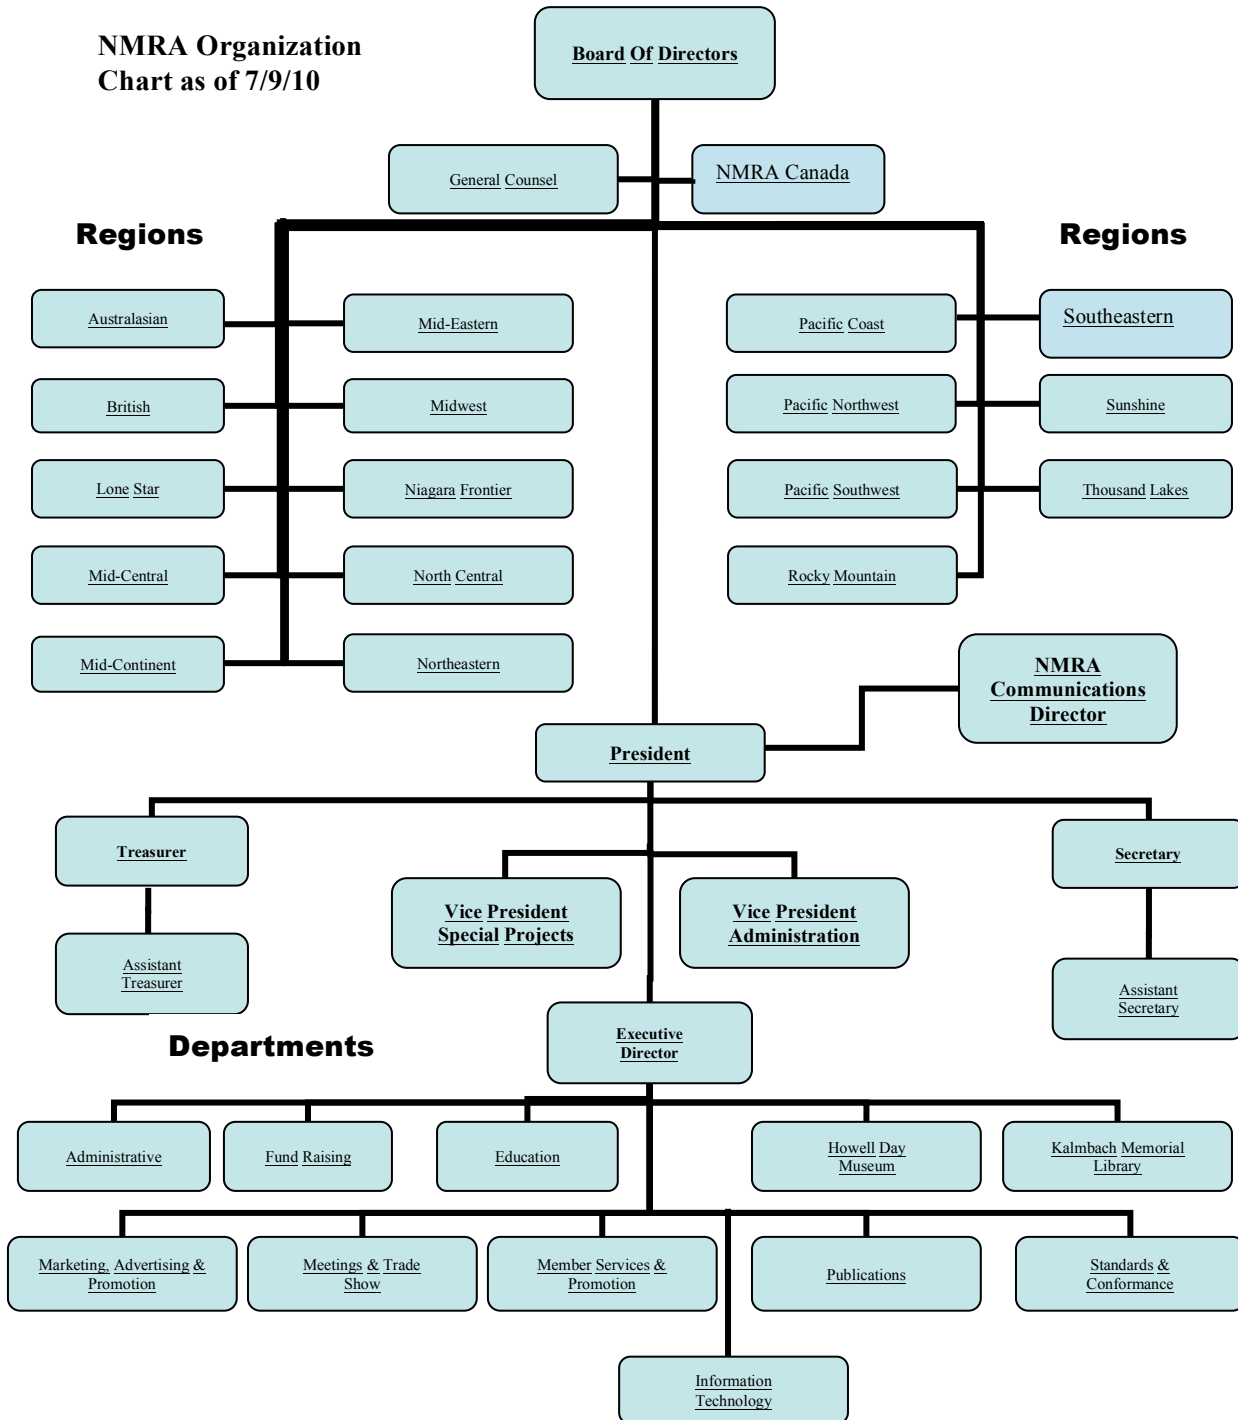 NMRA Organization
Chart as of 7/9/10
Board Of Directors
General Counsel
NMRA Canada
Regions
Regions
Australasian
Mid-Eastern
Pacific Coast
Southeastern
British
Midwest
Pacific Northwest
Sunshine
Lone Star
Niagara Frontier
Pacific Southwest
Thousand Lakes
Mid-Central
North Central
Rocky Mountain
Mid-Continent
Northeastern
NMRA
Communications
Director
President
Treasurer
Secretary
Vice President
Special Projects
Vice President
Administration
Assistant
Treasurer
Assistant
Secretary
Executive
Director
Departments
Administrative
Fund Raising
Education
Howell Day
Museum
Kalmbach Memorial
Library
Marketing, Advertising &
Promotion
Meetings & Trade
Show
Member Services &
Promotion
Publications
Standards &
Conformance
Information
Technology